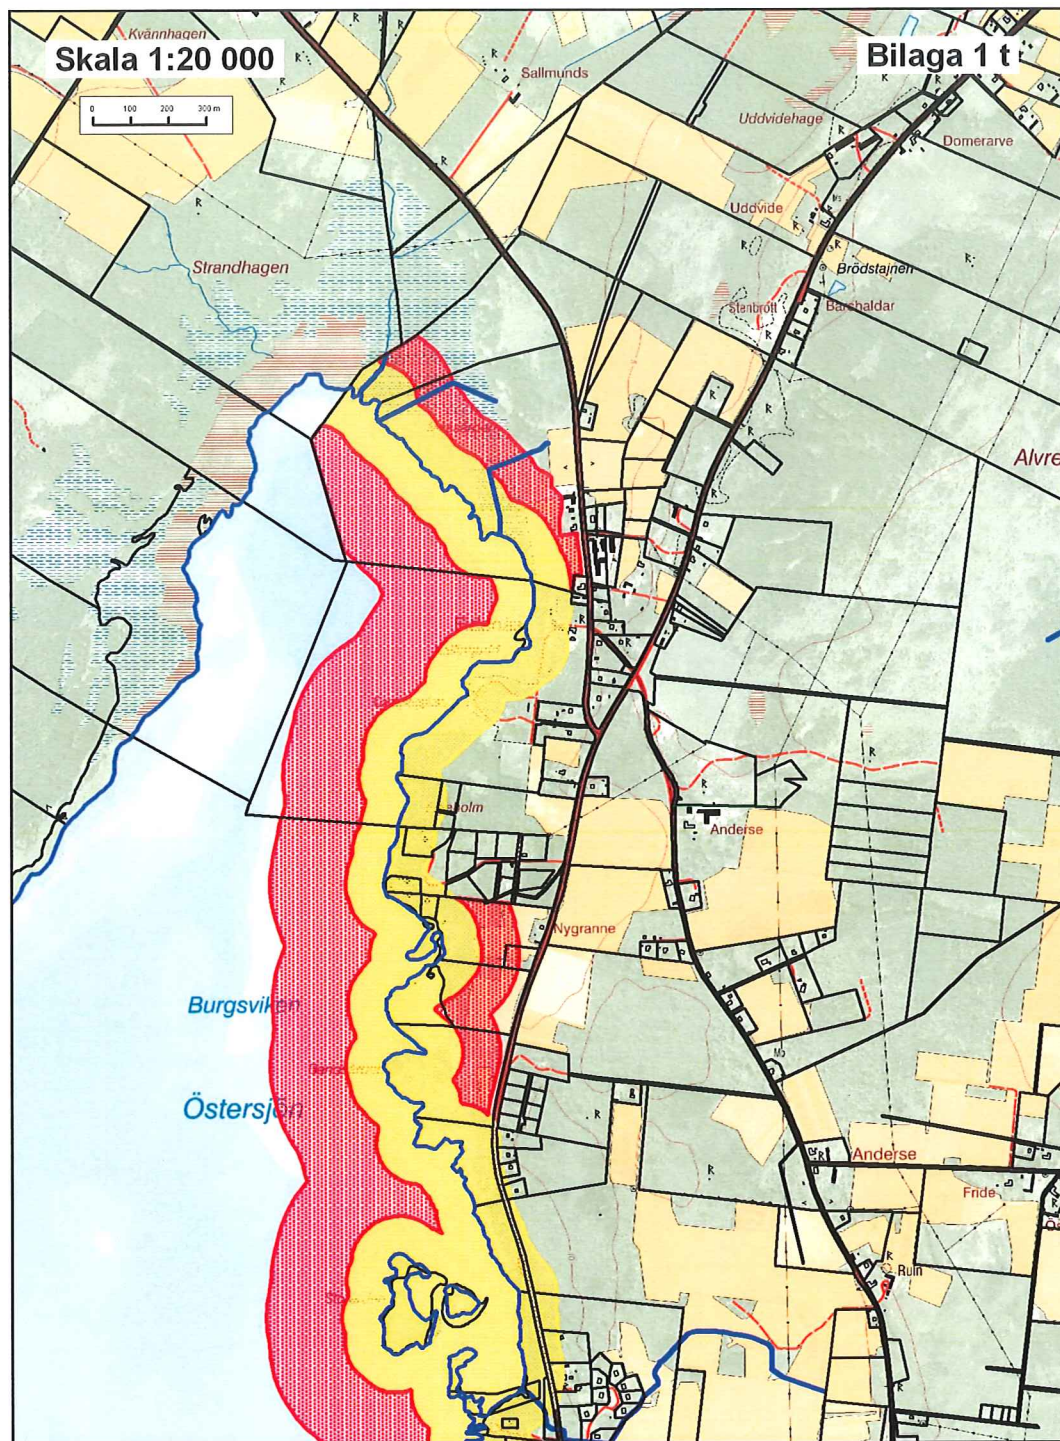 Kvännhagen
Skala 1:20 000
Bilaga 1 t
0 100 200 300 m
Sallmunds
Uddvidehage
Domerarve
Uddvide
Strandhagen
Brödstajnen
Stenbrott
Barshaldar
Alvre
Anderse
Nygranne
Burgsviken
Östersjön
Anderse
Fride
Ruin